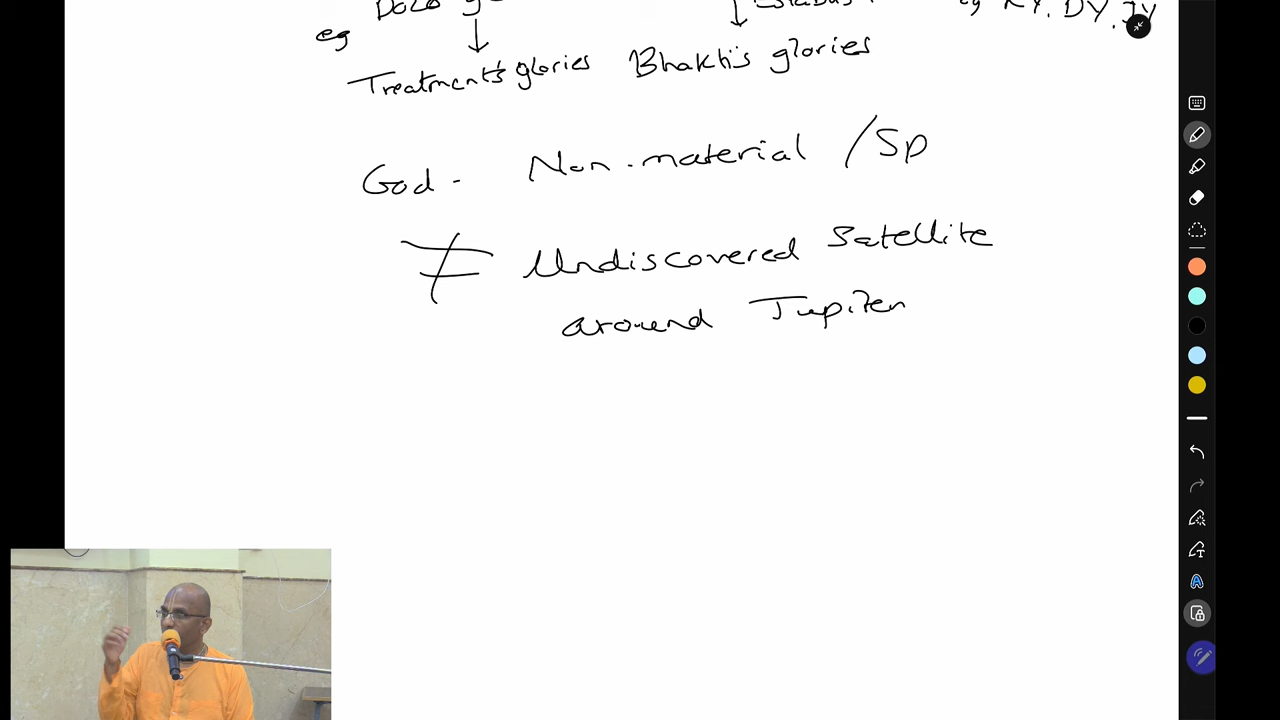 eg
Treatment's glories Bhakti's glories
God - Non-material / Sp
≠ Undiscovered Satellite
around Jupiter